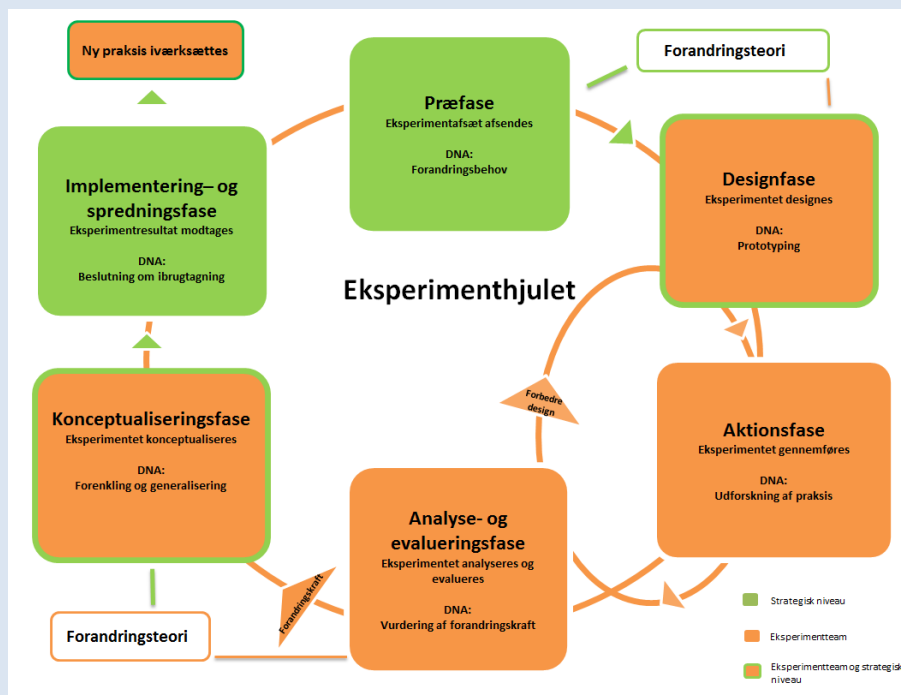 Ny praksis iværksættes
Præfase
Eksperimentafsæt afsendes
DNA:
Forandringsbehov
Forandringsteori
Designfase
Eksperimentet designes
DNA:
Prototyping
Implementering– og
spredningsfase
Eksperimentresultat modtages
DNA:
Beslutning om ibrugtagning
Eksperimenthjulet
Forbedre
design
Aktionsfase
Eksperimentet gennemføres
DNA:
Udforskning af praksis
Konceptualiseringsfase
Eksperimentet konceptualiseres
DNA:
Forenkling og generalisering
Analyse- og
evalueringsfase
Eksperimentet analyseres og
evalueres
DNA:
Vurdering af forandringskraft
Forandringskraft
Forandringsteori
Strategisk niveau
Eksperimentteam
Eksperimentteam og strategisk
niveau